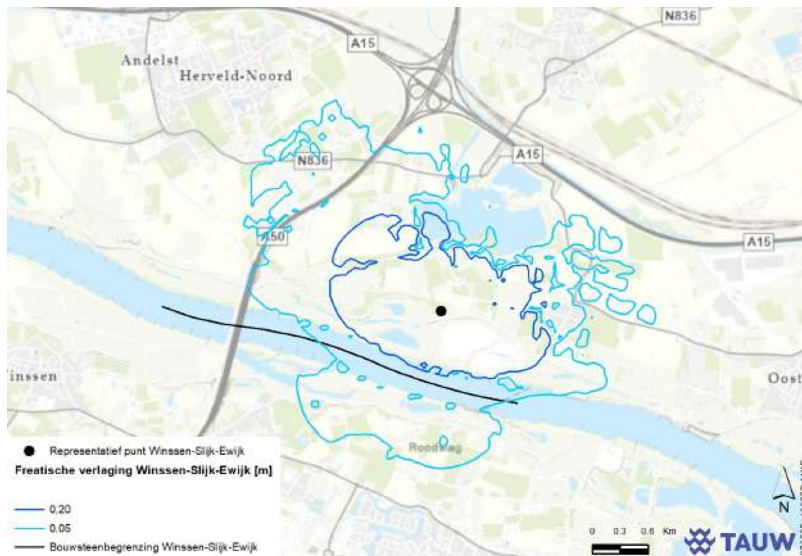 N836
A15
Andelst
Herveld-Noord
N836
A15
A50
A15
Winssen
Oost
● Representatief punt Winssen-Slijk-Ewijk
Freatische verlaging Winssen-Slijk-Ewijk [m]
0,20
0,05
Bouwsteenbegrenzing Winssen-Slijk-Ewijk
0 0.3 0.6 Km
N
TAUW